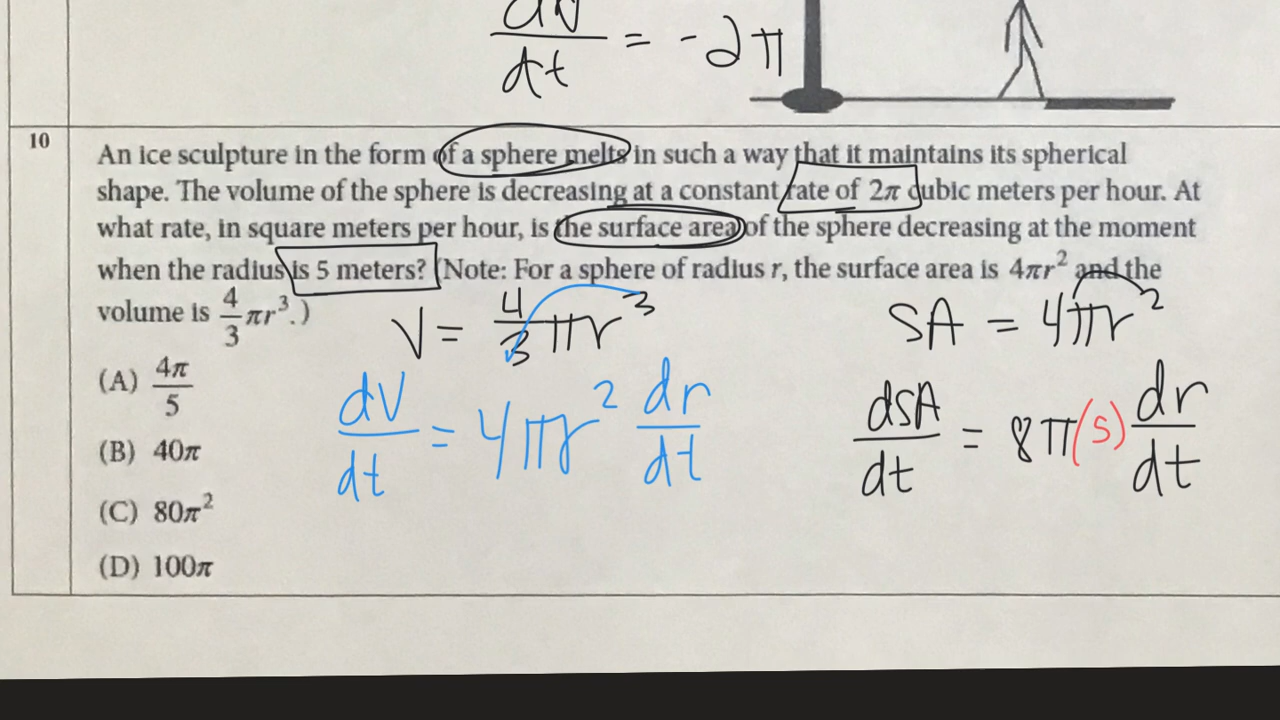 dV/dt = -2π
10
An ice sculpture in the form of a sphere melts in such a way that it maintains its spherical
shape. The volume of the sphere is decreasing at a constant rate of 2π cubic meters per hour. At
what rate, in square meters per hour, is the surface area of the sphere decreasing at the moment
when the radius is 5 meters? (Note: For a sphere of radius r, the surface area is 4πr² and the
volume is 4/3 πr³.)
V = 4/3 πr³
SA = 4πr²
dV/dt = 4πr² dr/dt
dSA/dt = 8π(5) dr/dt
(A) 4π/5
(B) 40π
(C) 80π²
(D) 100π